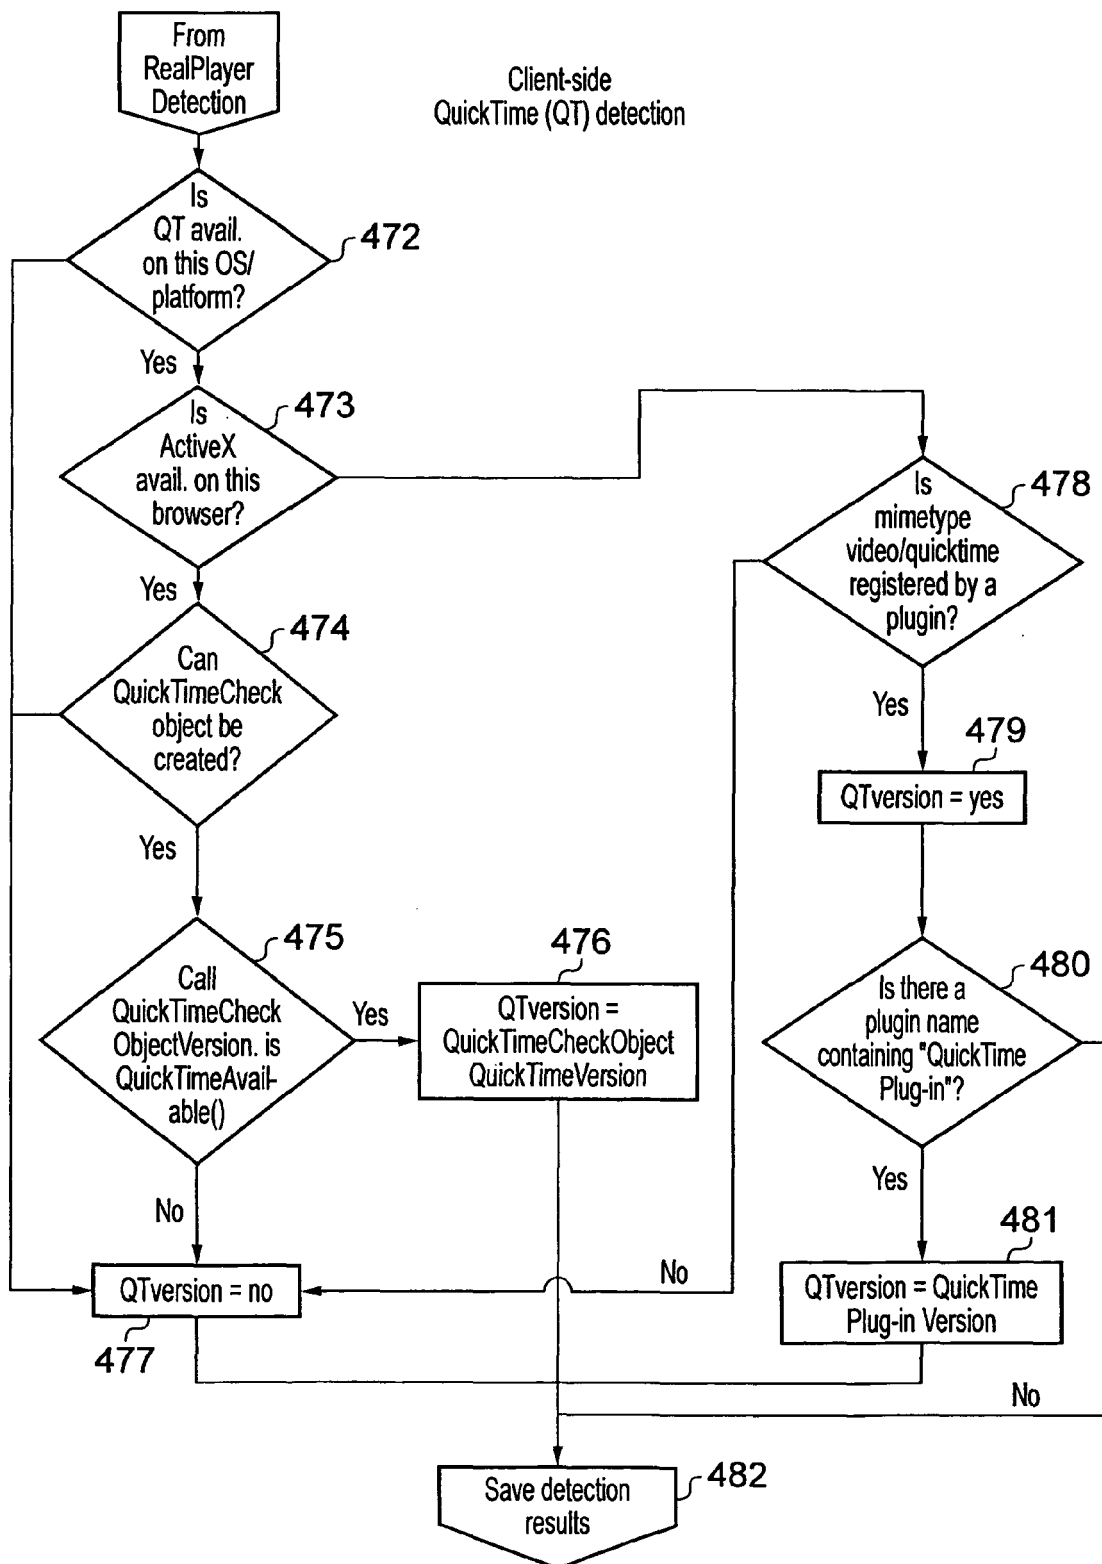 From
RealPlayer
Detection
Client-side
QuickTime (QT) detection
Is
QT avail.
on this OS/
platform?
472
Yes
Is
ActiveX
avail. on this
browser?
473
Yes
Is
mimetype
video/quicktime
registered by a
plugin?
478
Can
QuickTimeCheck
object be
created?
474
Yes
Yes
479
QTversion = yes
Call
QuickTimeCheck
ObjectVersion. is
QuickTimeAvail-
able()
475
Yes
476
QTversion =
QuickTimeCheckObject
QuickTimeVersion
Is there a
plugin name
containing "QuickTime
Plug-in"?
480
Yes
No
QTversion = no
477
No
481
QTversion = QuickTime
Plug-in Version
No
Save detection
results
482